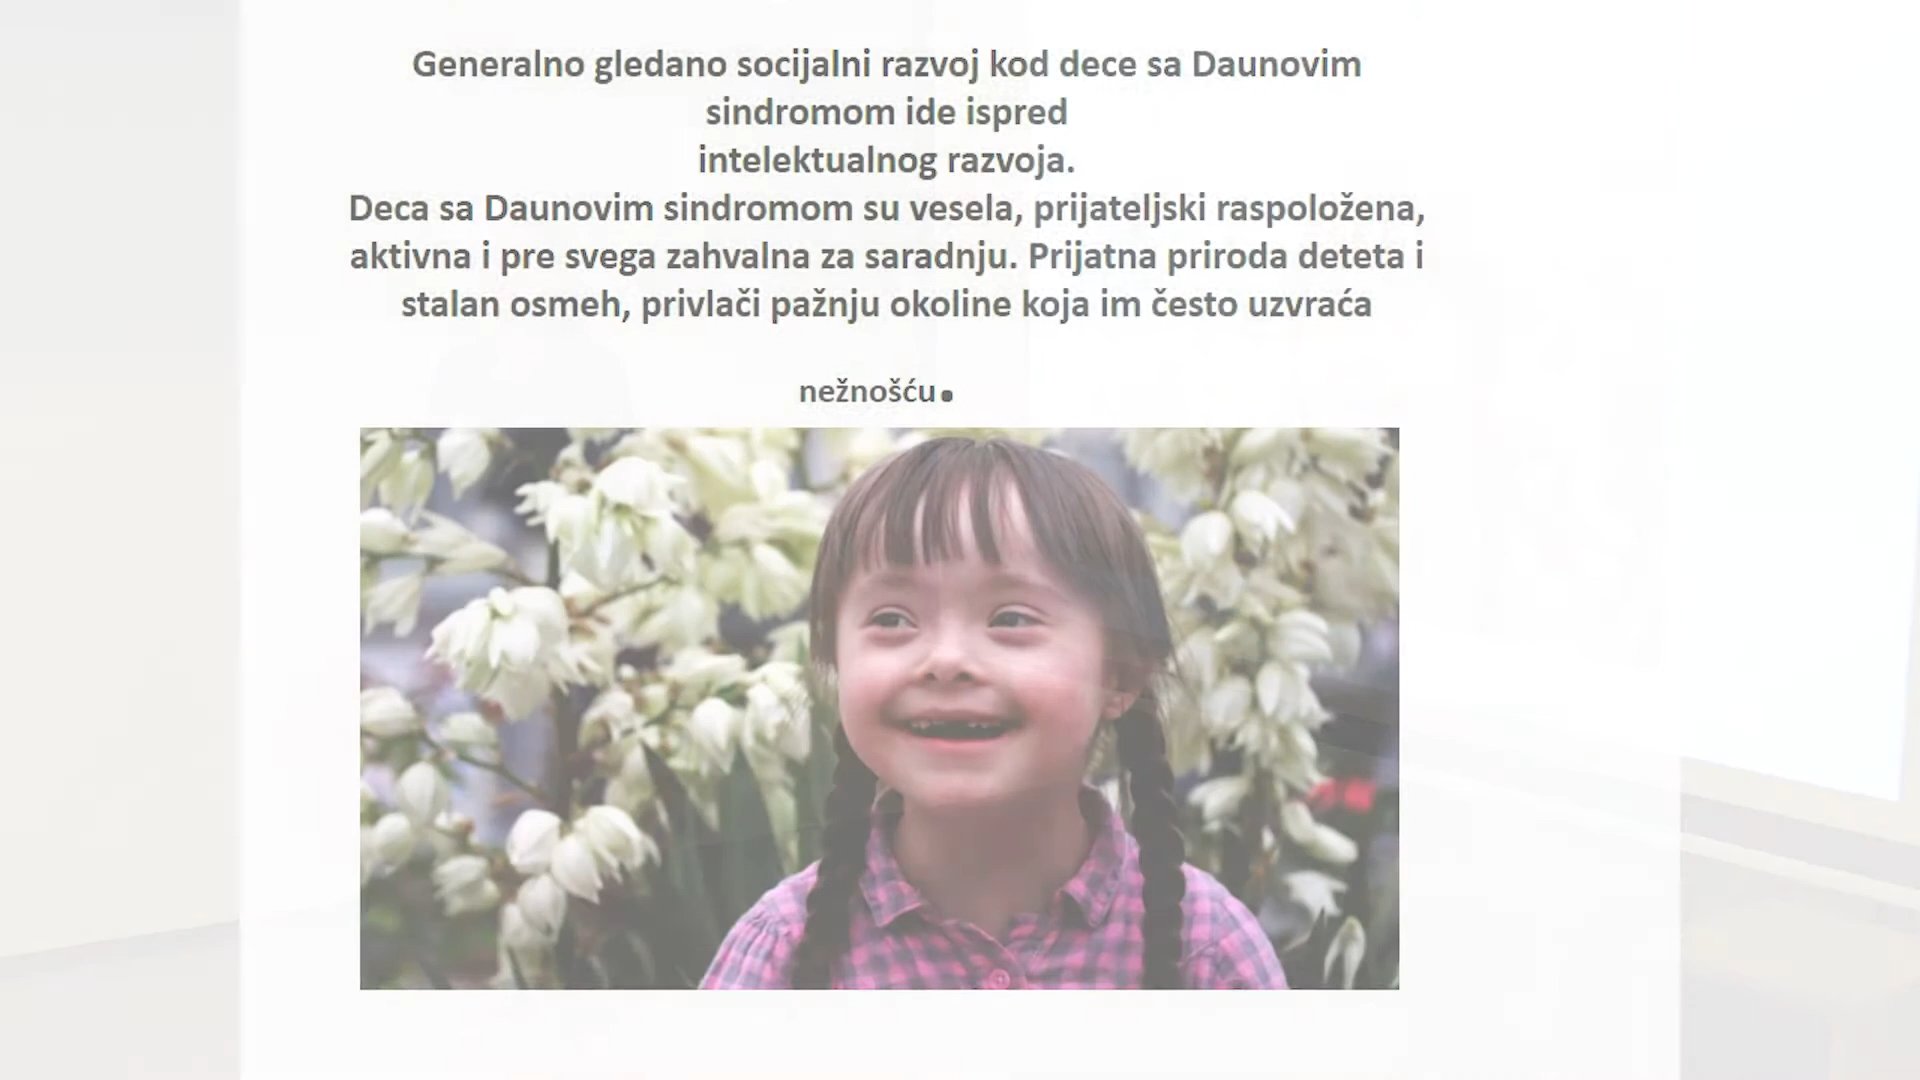 Generalno gledano socijalni razvoj kod dece sa Daunovim
sindromom ide ispred
intelektualnog razvoja.
Deca sa Daunovim sindromom su vesela, prijateljski raspoložena,
aktivna i pre svega zahvalna za saradnju. Prijatna priroda deteta i
stalan osmeh, privlači pažnju okoline koja im često uzvraća
nežnošću.